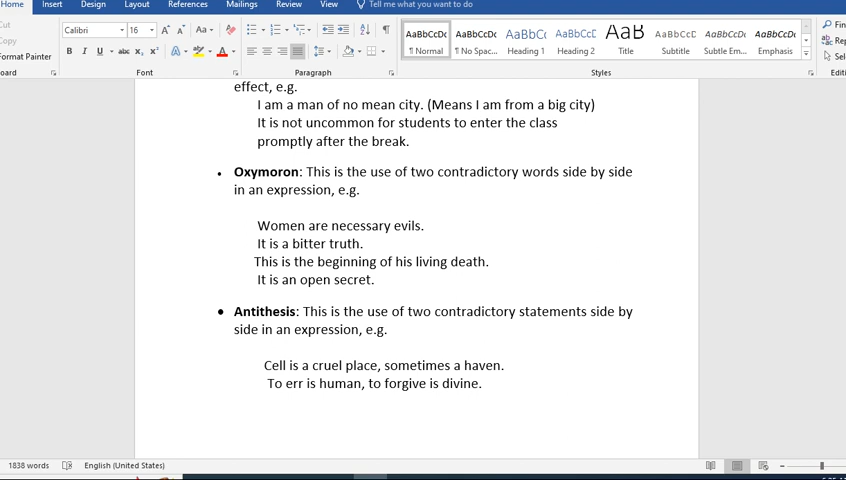 Home Insert Design Layout References Mailings Review View Tell me what you want to do
Cut
Copy
Format Painter
Calibri 16 Aa
B I U abc x₂ x² A
AaBbCcDc AaBbCcDc AaBbC( AaBbCcE AaB AaBbCcD AaBbCcDt AaBbCcDt
¶ Normal ¶ No Spac... Heading 1 Heading 2 Title Subtitle Subtle Em... Emphasis
Font Paragraph Styles
effect, e.g.
I am a man of no mean city. (Means I am from a big city)
It is not uncommon for students to enter the class
promptly after the break.
• Oxymoron: This is the use of two contradictory words side by side
in an expression, e.g.
Women are necessary evils.
It is a bitter truth.
This is the beginning of his living death.
It is an open secret.
• Antithesis: This is the use of two contradictory statements side by
side in an expression, e.g.
Cell is a cruel place, sometimes a haven.
To err is human, to forgive is divine.
1838 words English (United States)